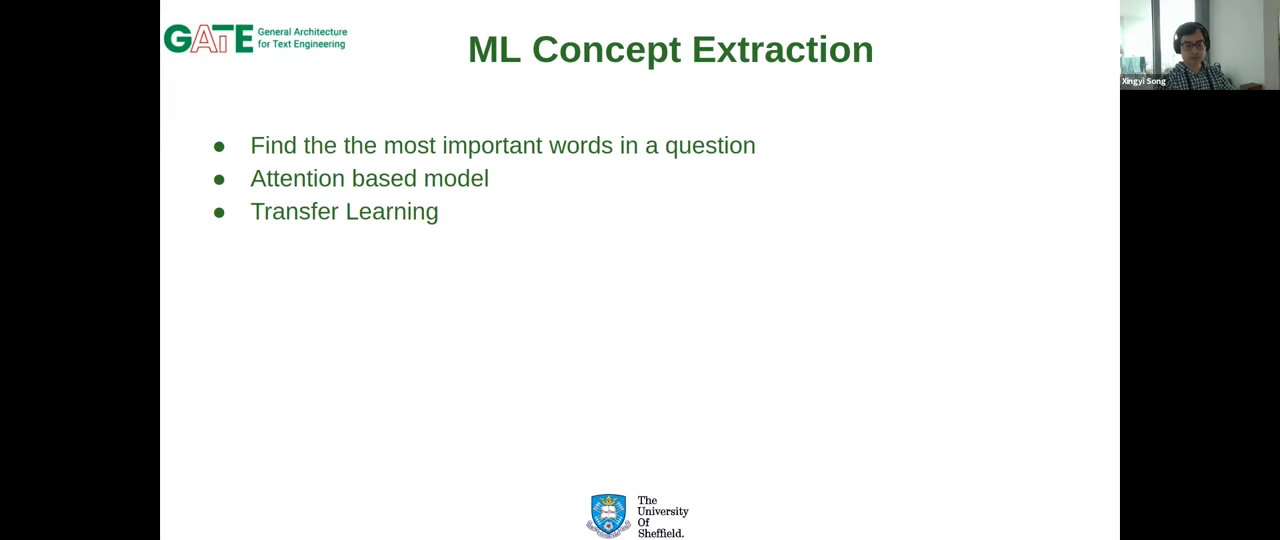 GATE General Architecture
for Text Engineering
ML Concept Extraction
Xingyi Song
● Find the the most important words in a question
● Attention based model
● Transfer Learning
The
University
Of
Sheffield.